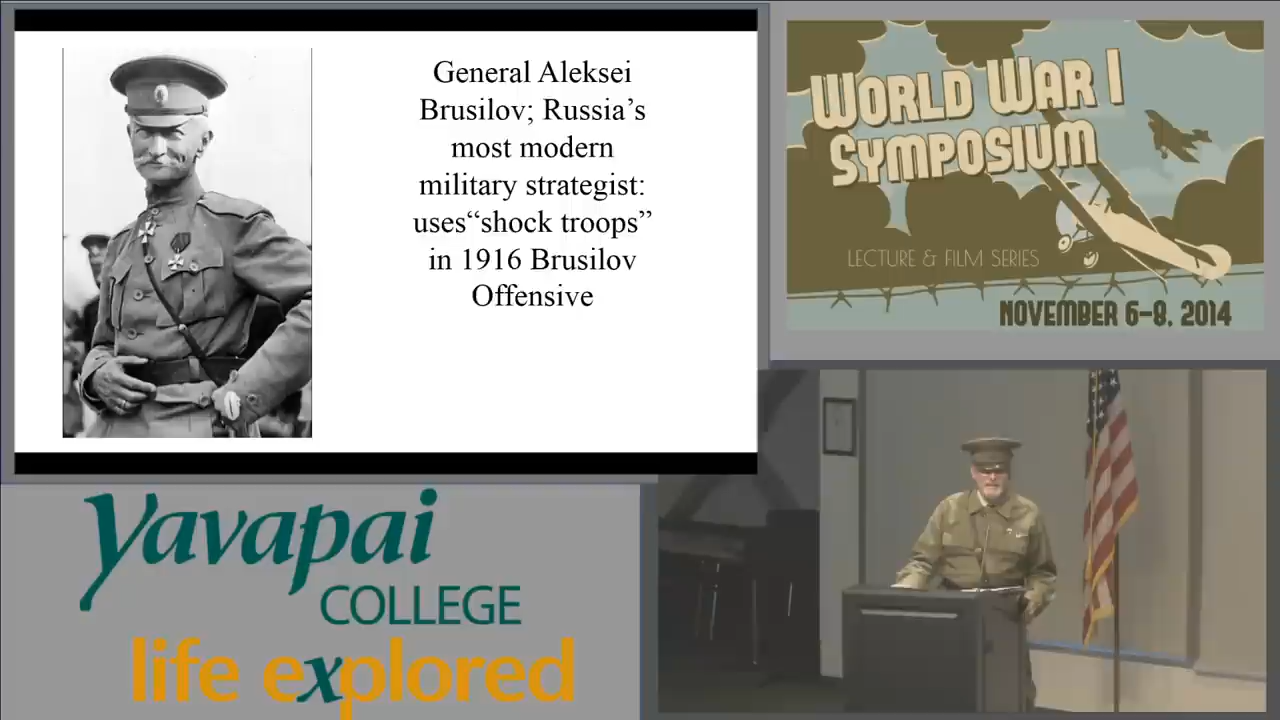 General Aleksei
Brusilov; Russia’s
most modern
military strategist:
uses“shock troops”
in 1916 Brusilov
Offensive
WORLD WAR I
SYMPOSIUM
LECTURE & FILM SERIES
NOVEMBER 6-8, 2014
Yavapai
COLLEGE
life explored